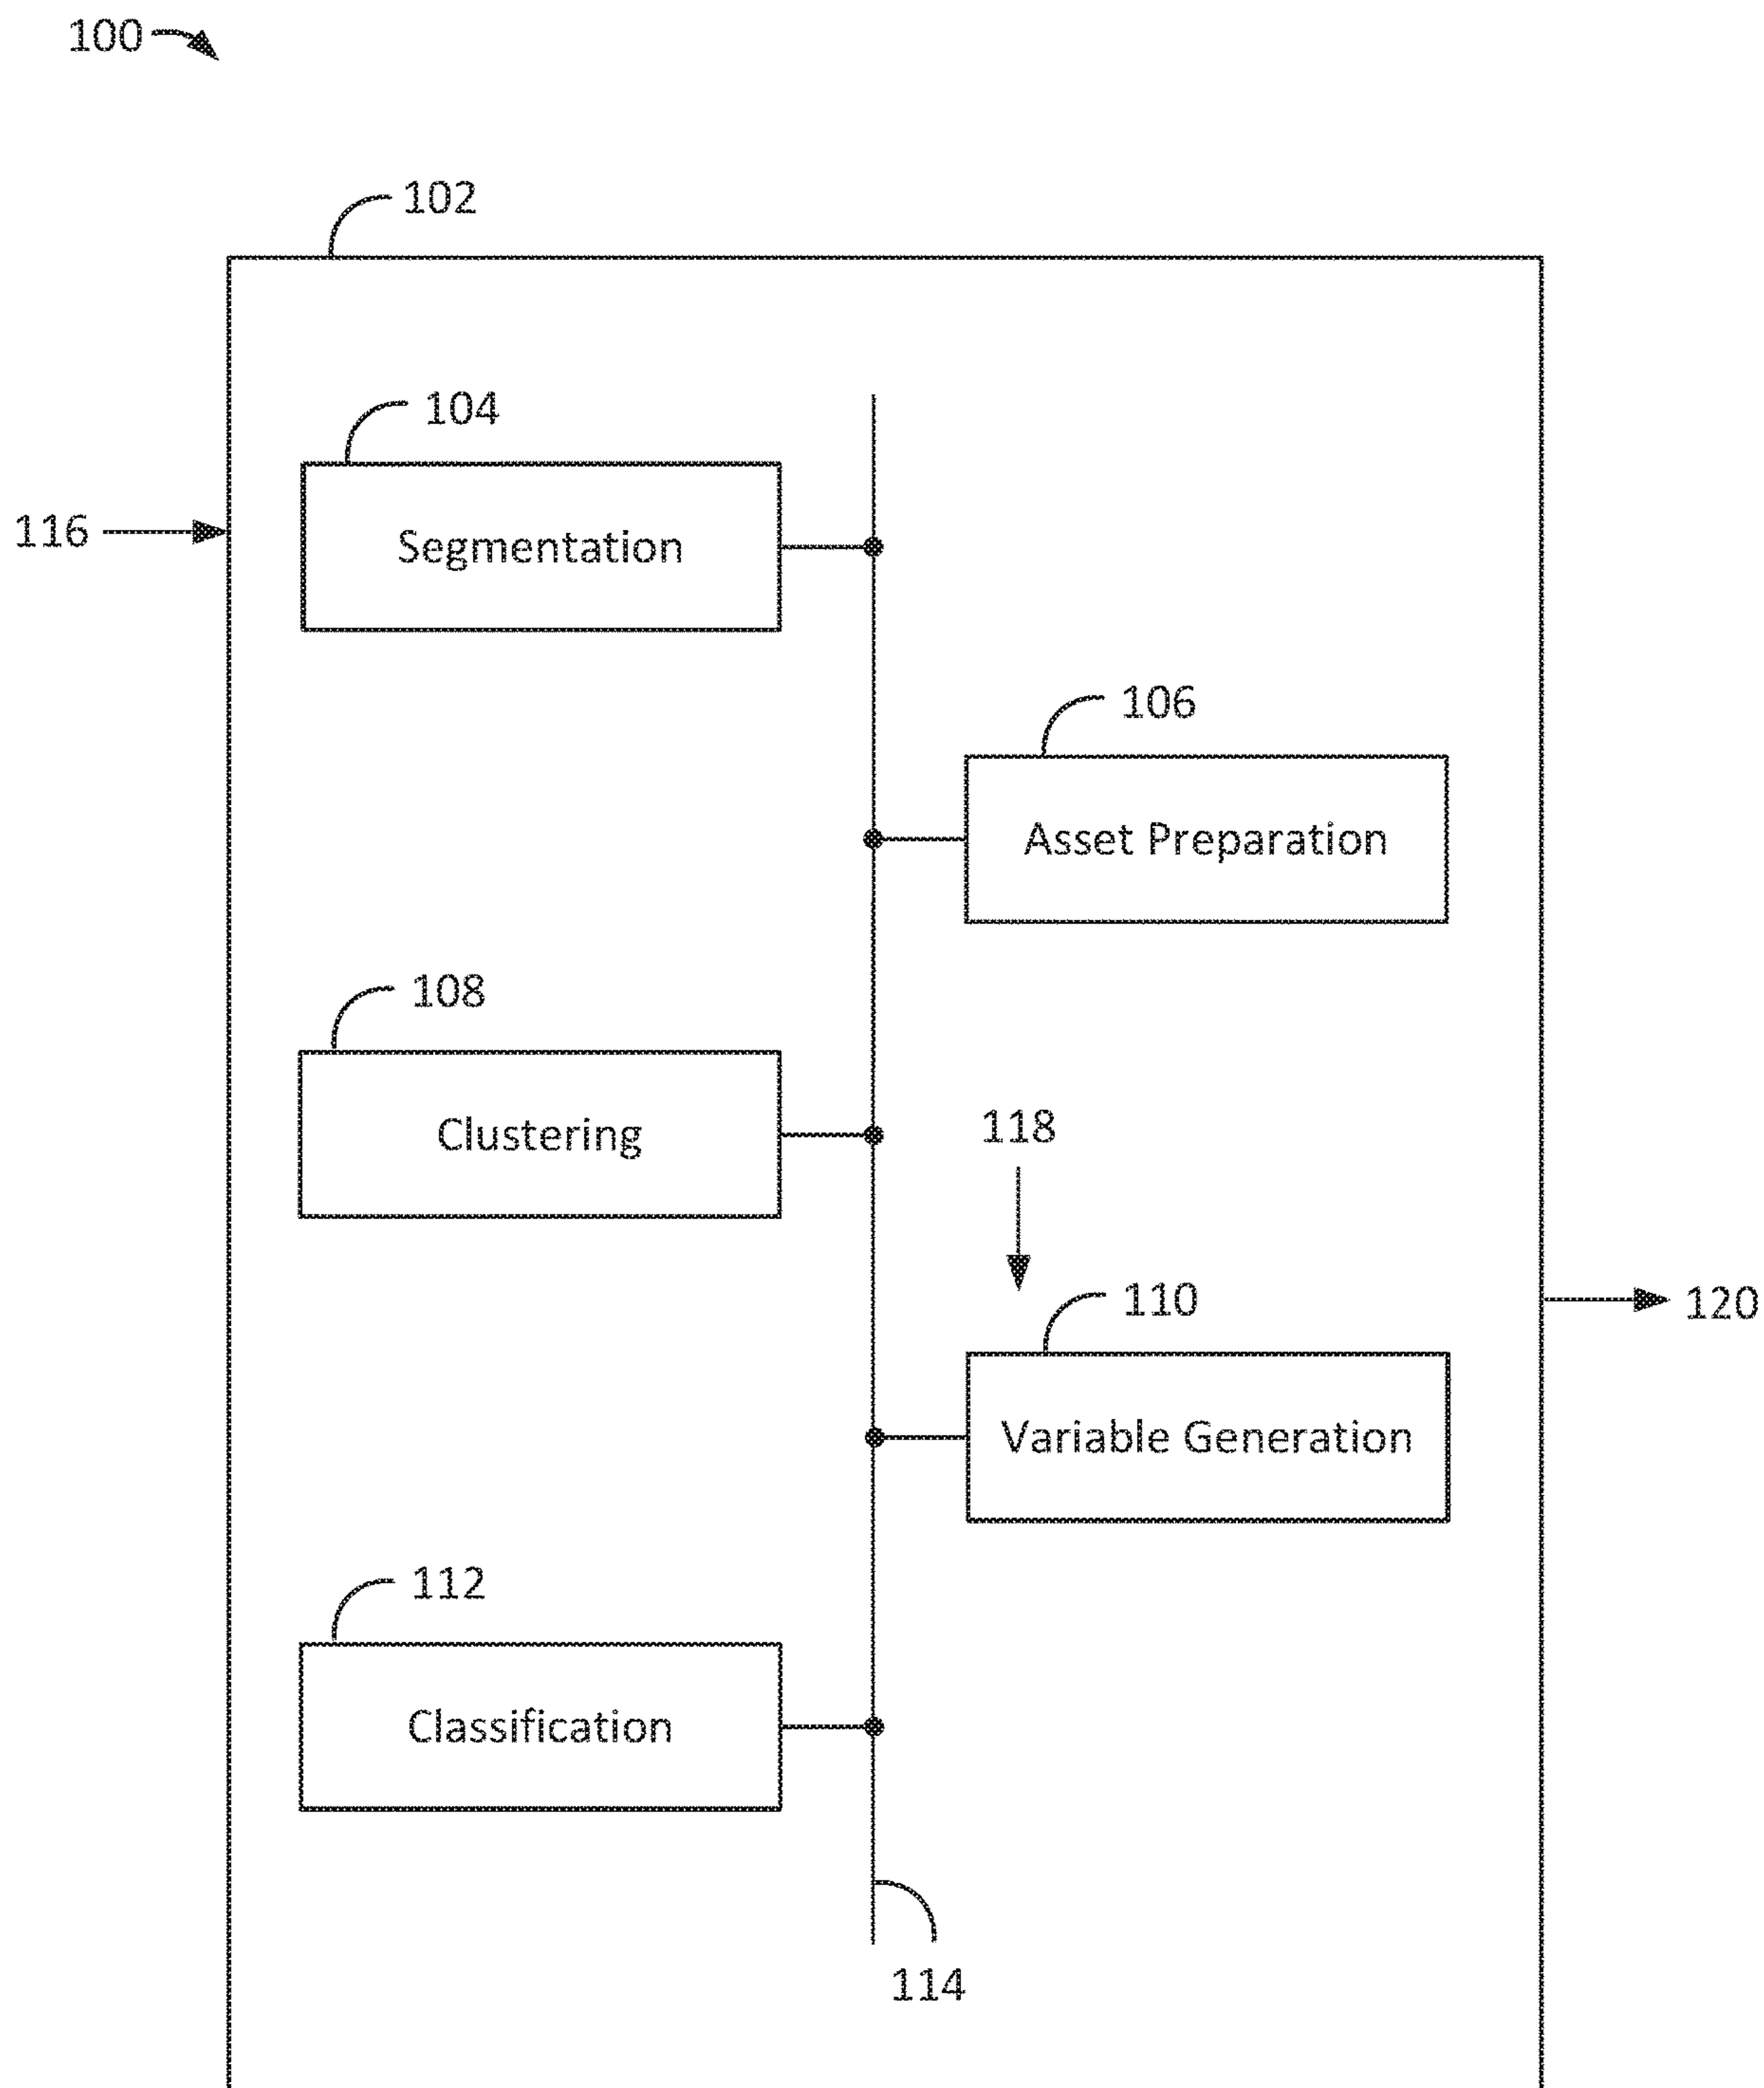 100
102
104
116
Segmentation
106
Asset Preparation
108
118
Clustering
110
120
Variable Generation
112
Classification
114